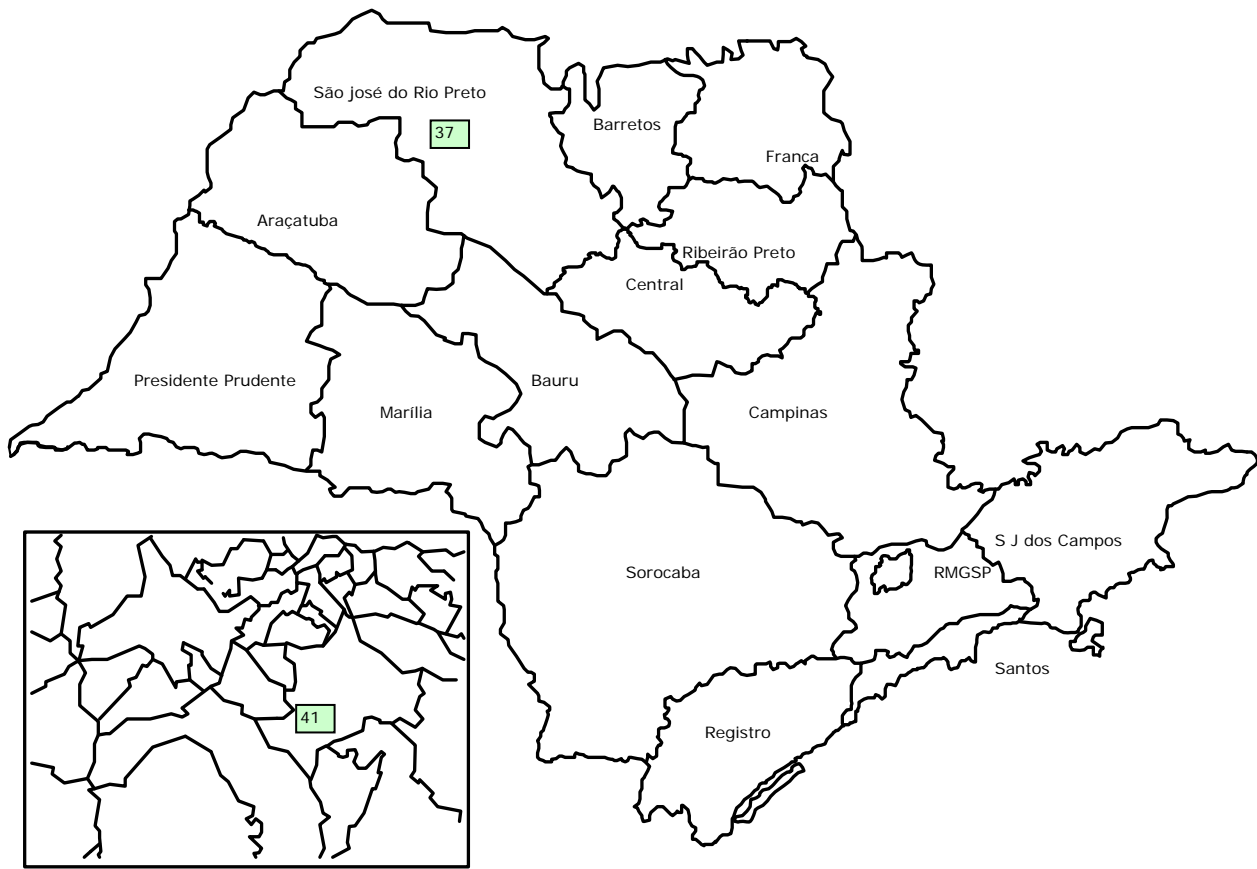 São josé do Rio Preto
37
Barretos
Franca
Araçatuba
Ribeirão Preto
Central
Presidente Prudente
Bauru
Marília
Campinas
S J dos Campos
Sorocaba
RMGSP
Santos
41
Registro